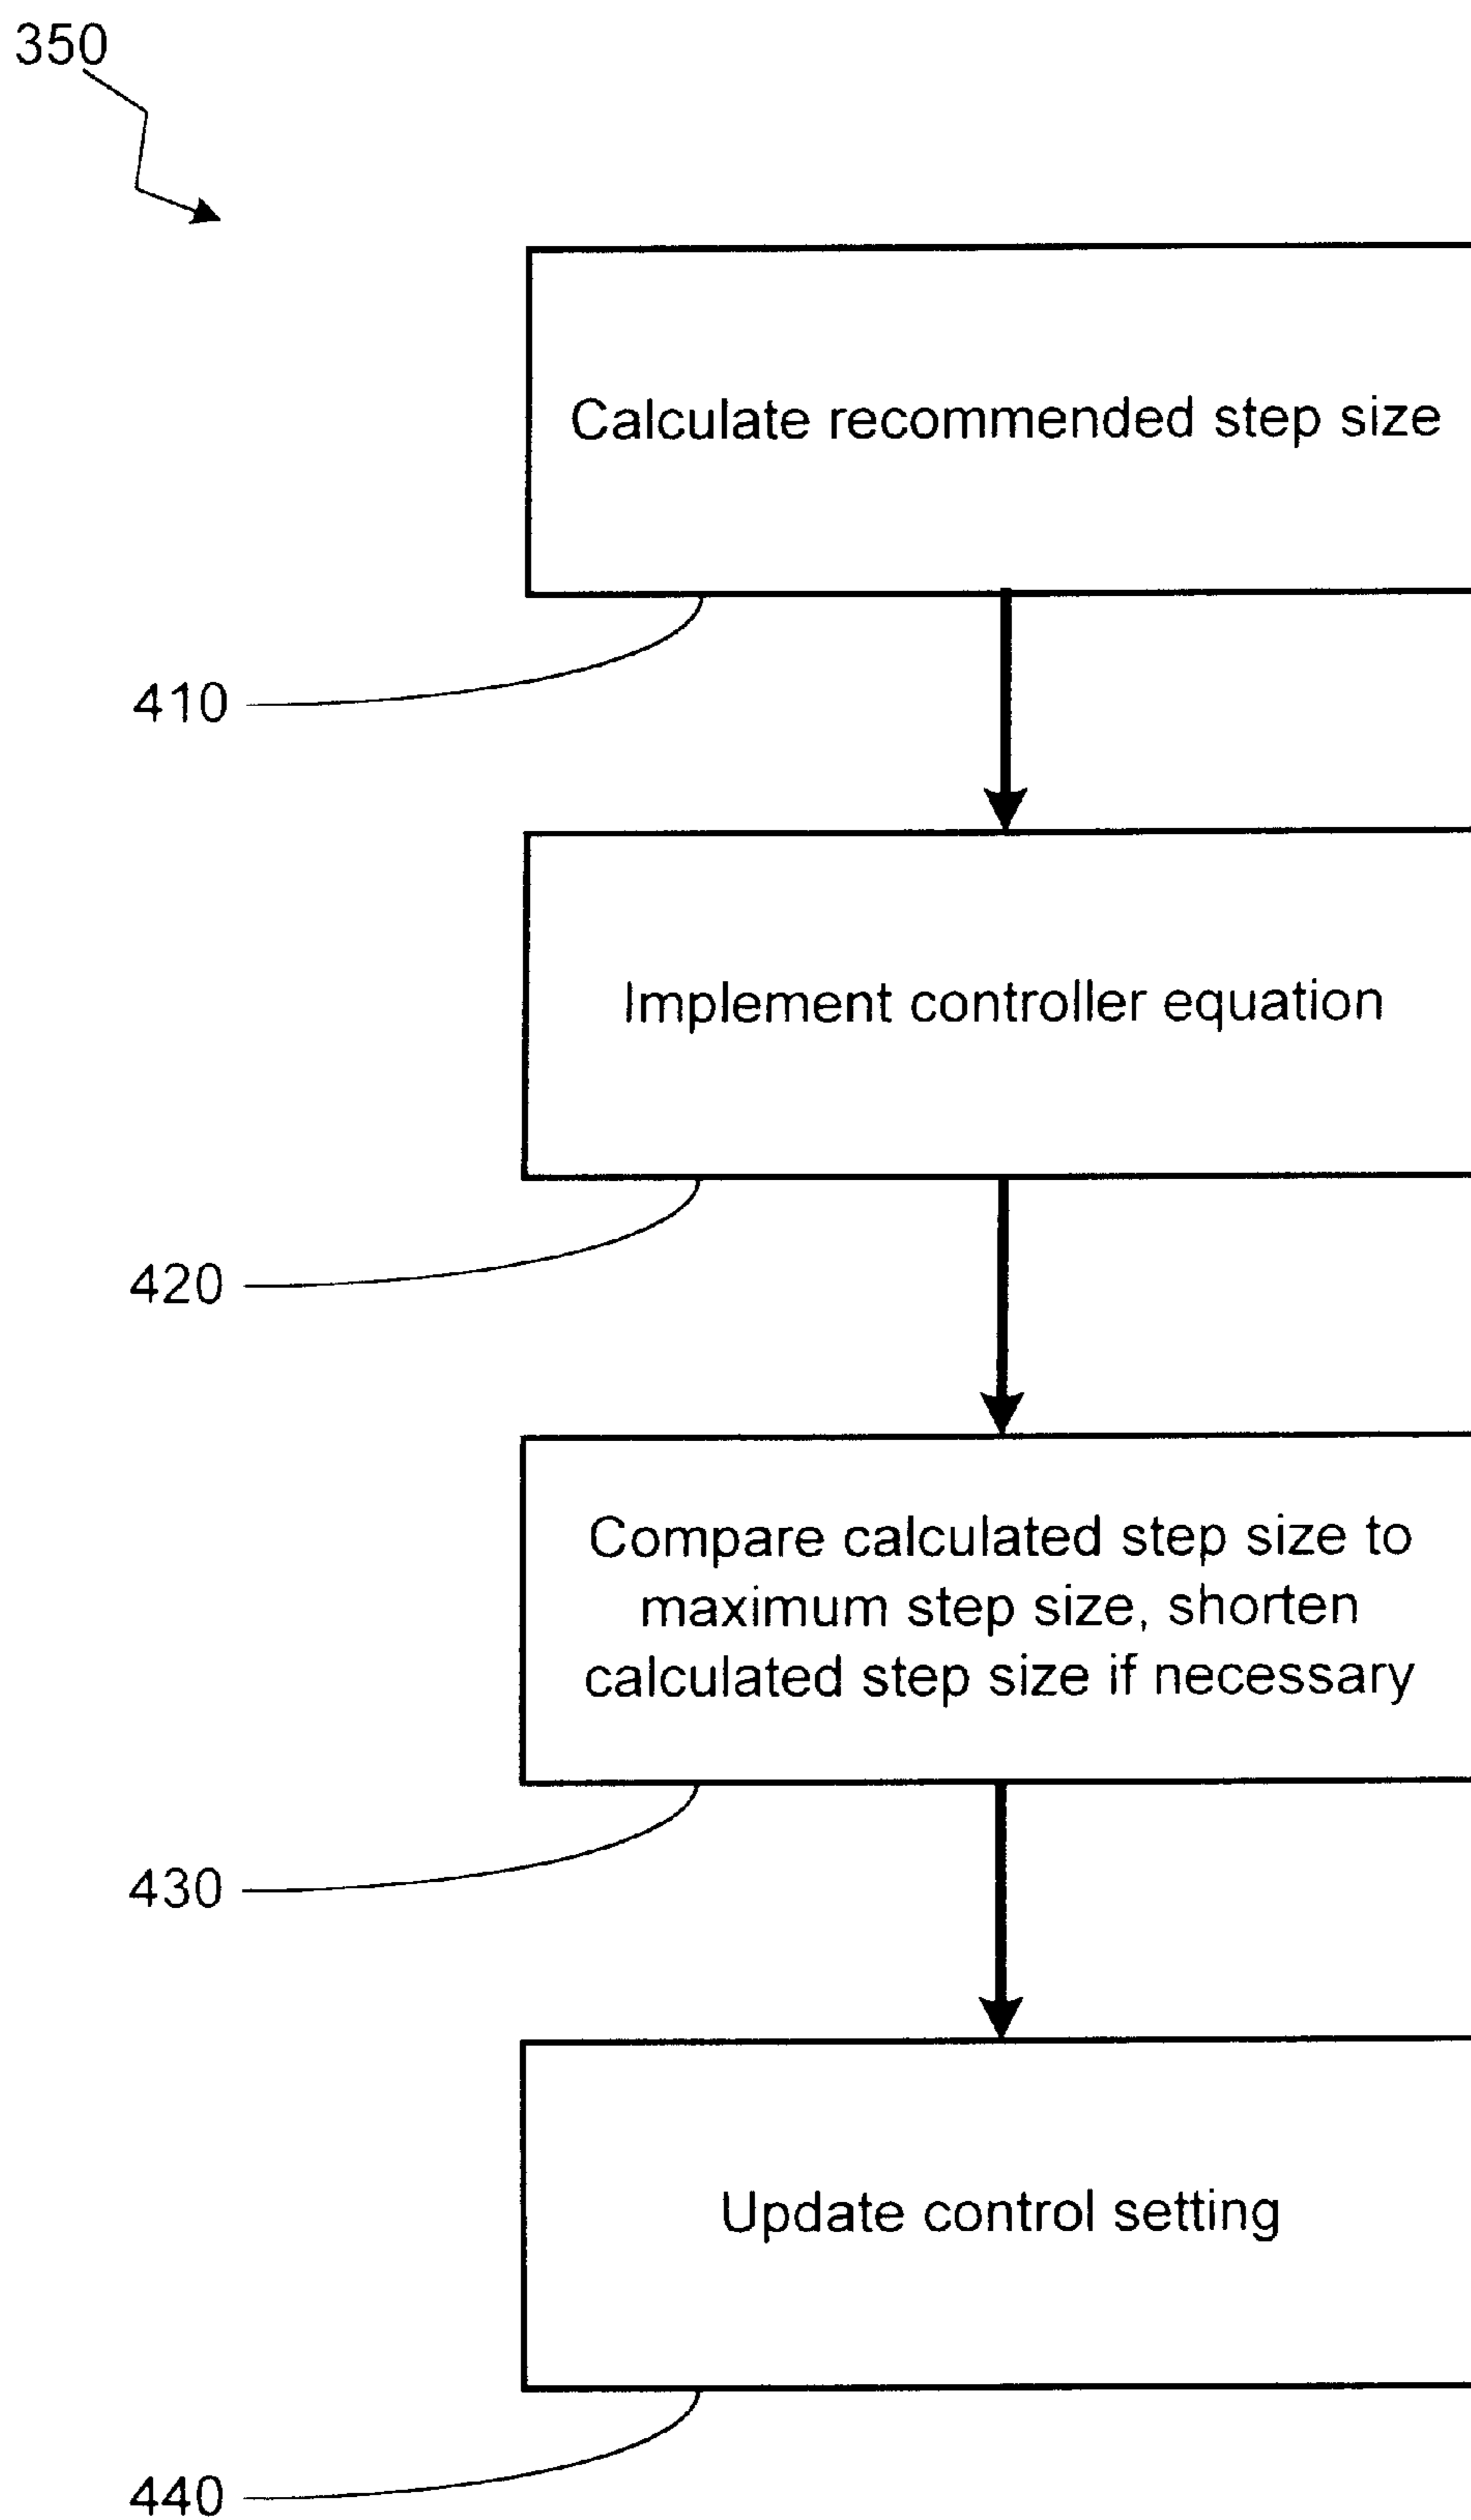 350
Calculate recommended step size
410
Implement controller equation
420
Compare calculated step size to
maximum step size, shorten
calculated step size if necessary
430
Update control setting
440